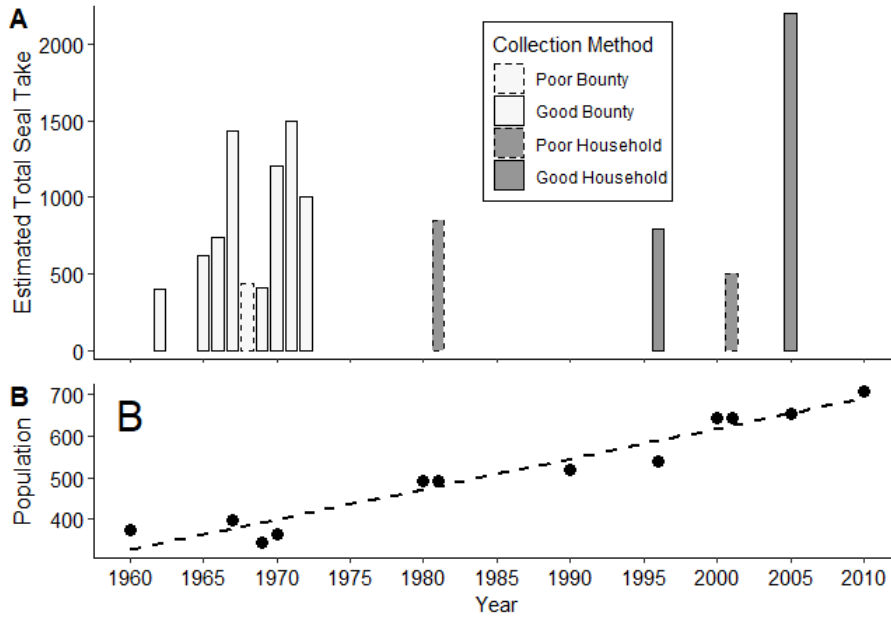 A
Estimated Total Seal Take
2000
1500
1000
500
0
Collection Method
Poor Bounty
Good Bounty
Poor Household
Good Household
B
Population
B
700
600
500
400
1960 1965 1970 1975 1980 1985 1990 1995 2000 2005 2010
Year